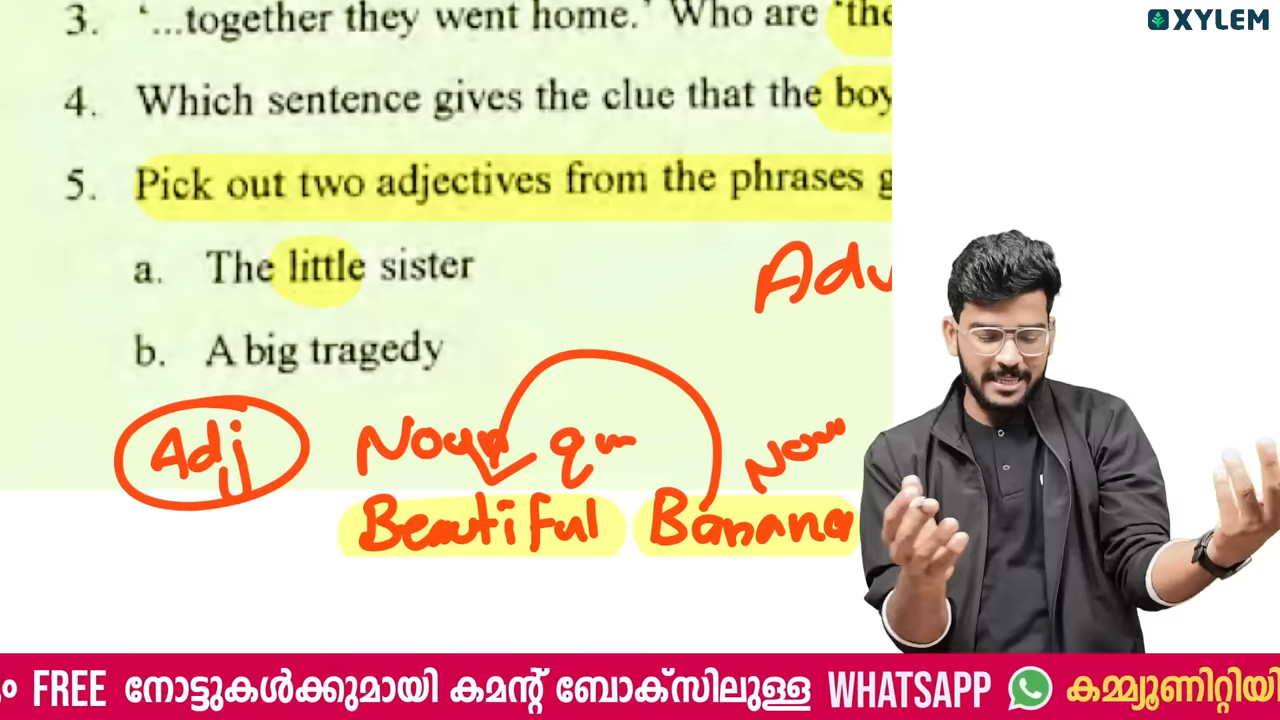 3. ‘...together they went home.’ Who are ‘the
XYLEM
4. Which sentence gives the clue that the boy
5. Pick out two adjectives from the phrases g
a. The little sister
Adv
b. A big tragedy
Adj Noun Noun
Beautiful Banana
ം FREE നോട്ടുകൾക്കുമായി കമന്റ് ബോക്സിലുള്ള WHATSAPP കമ്മ്യൂണിറ്റിയി